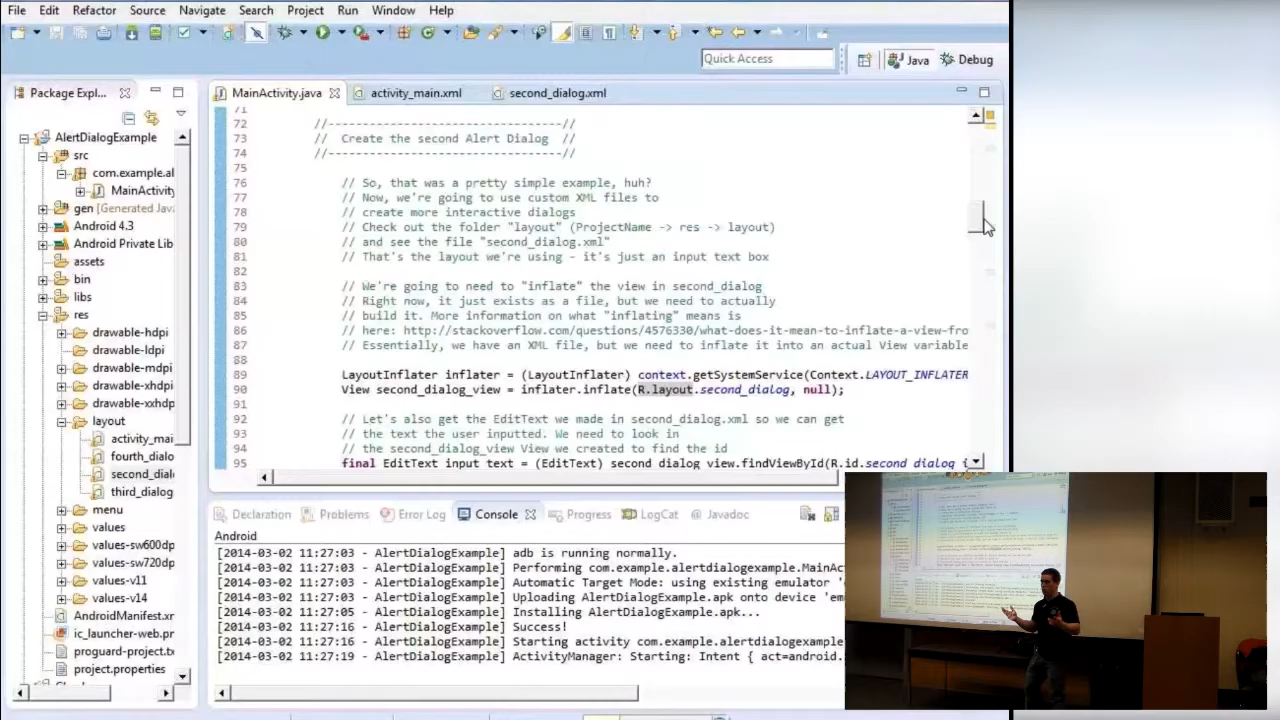 File Edit Refactor Source Navigate Search Project Run Window Help
Quick Access
Java
Debug
Package Expl...
MainActivity.java
activity_main.xml
second_dialog.xml
AlertDialogExample
src
com.example.al
MainActivity
gen [Generated Java
Android 4.3
Android Private Lib
assets
bin
libs
res
drawable-hdpi
drawable-ldpi
drawable-mdpi
drawable-xhdpi
drawable-xxhdp
layout
activity_mai
fourth_dialo
second_dial
third_dialog
menu
values
values-sw600dp
values-sw720dp
values-v11
values-v14
AndroidManifest.xr
ic_launcher-web.pr
proguard-project.tx
project.properties
71
72 //---------------------------------//
73 // Create the second Alert Dialog //
74 //---------------------------------//
75
76 // So, that was a pretty simple example, huh?
77 // Now, we're going to use custom XML files to
78 // create more interactive dialogs
79 // Check out the folder "layout" (ProjectName -> res -> layout)
80 // and see the file "second_dialog.xml"
81 // That's the layout we're using - it's just an input text box
82
83 // We're going to need to "inflate" the view in second_dialog
84 // Right now, it just exists as a file, but we need to actually
85 // build it. More information on what "inflating" means is
86 // here: http://stackoverflow.com/questions/4576330/what-does-it-mean-to-inflate-a-view-fro
87 // Essentially, we have an XML file, but we need to inflate it into an actual View variable
88
89 LayoutInflater inflater = (LayoutInflater) context.getSystemService(Context.LAYOUT_INFLATER
90 View second_dialog_view = inflater.inflate(R.layout.second_dialog, null);
91
92 // Let's also get the EditText we made in second_dialog.xml so we can get
93 // the text the user inputted. We need to look in
94 // the second_dialog_view View we created to find the id
95 final EditText input_text = (EditText) second_dialog_view.findViewById(R.id.second_dialog_i
Declaration Problems Error Log Console Progress LogCat Javadoc
Android
[2014-03-02 11:27:03 - AlertDialogExample] adb is running normally.
[2014-03-02 11:27:03 - AlertDialogExample] Performing com.example.alertdialogexample.MainAc
[2014-03-02 11:27:03 - AlertDialogExample] Automatic Target Mode: using existing emulator '
[2014-03-02 11:27:03 - AlertDialogExample] Uploading AlertDialogExample.apk onto device 'em
[2014-03-02 11:27:05 - AlertDialogExample] Installing AlertDialogExample.apk...
[2014-03-02 11:27:16 - AlertDialogExample] Success!
[2014-03-02 11:27:16 - AlertDialogExample] Starting activity com.example.alertdialogexample
[2014-03-02 11:27:19 - AlertDialogExample] ActivityManager: Starting: Intent { act=android.